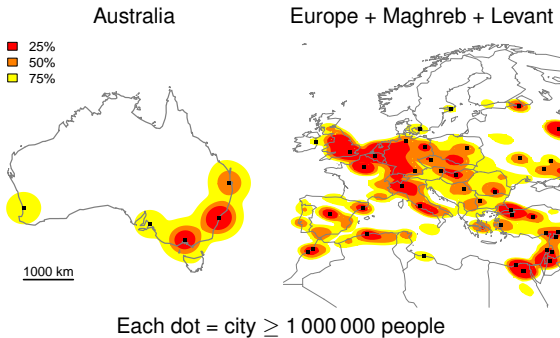 Australia
25%
50%
75%
1000 km
Europe + Maghreb + Levant
Each dot = city ≥ 1 000 000 people